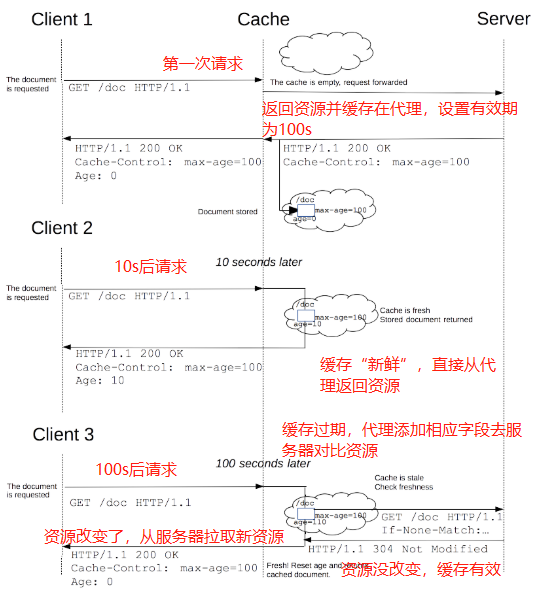 Client 1
Cache
Server
第一次请求
The document
is requested
GET /doc HTTP/1.1
The cache is empty, request forwarded
返回资源并缓存在代理，设置有效期
为100s
HTTP/1.1 200 OK
Cache-Control: max-age=100
Age: 0
HTTP/1.1 200 OK
Cache-Control: max-age=100
/doc
Document stored
max-age=100
age=0
Client 2
10s后请求
10 seconds later
The document
is requested
GET /doc HTTP/1.1
/doc
max-age=100
age=10
Cache is fresh
Stored document returned
HTTP/1.1 200 OK
Cache-Control: max-age=100
Age: 10
缓存“新鲜”，直接从代
理返回资源
Client 3
缓存过期，代理添加相应字段去服
务器对比资源
100s后请求
100 seconds later
Cache is stale
Check freshness
The document
is requested
GET /doc HTTP/1.1
/doc
max-age=100
age=110
GET /doc HTTP/1.1
If-None-Match:…
资源改变了，从服务器拉取新资源
HTTP/1.1 304 Not Modified
HTTP/1.1 200 OK
Cache-Control: max-age=100
Age: 0
Fresh! Reset age and
cached document.
资源没改变，缓存有效